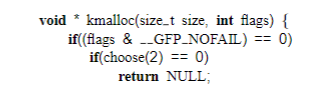 void * kmalloc(size_t size, int flags) {
if((flags & __GFP_NOFAIL) == 0)
if(choose(2) == 0)
return NULL;